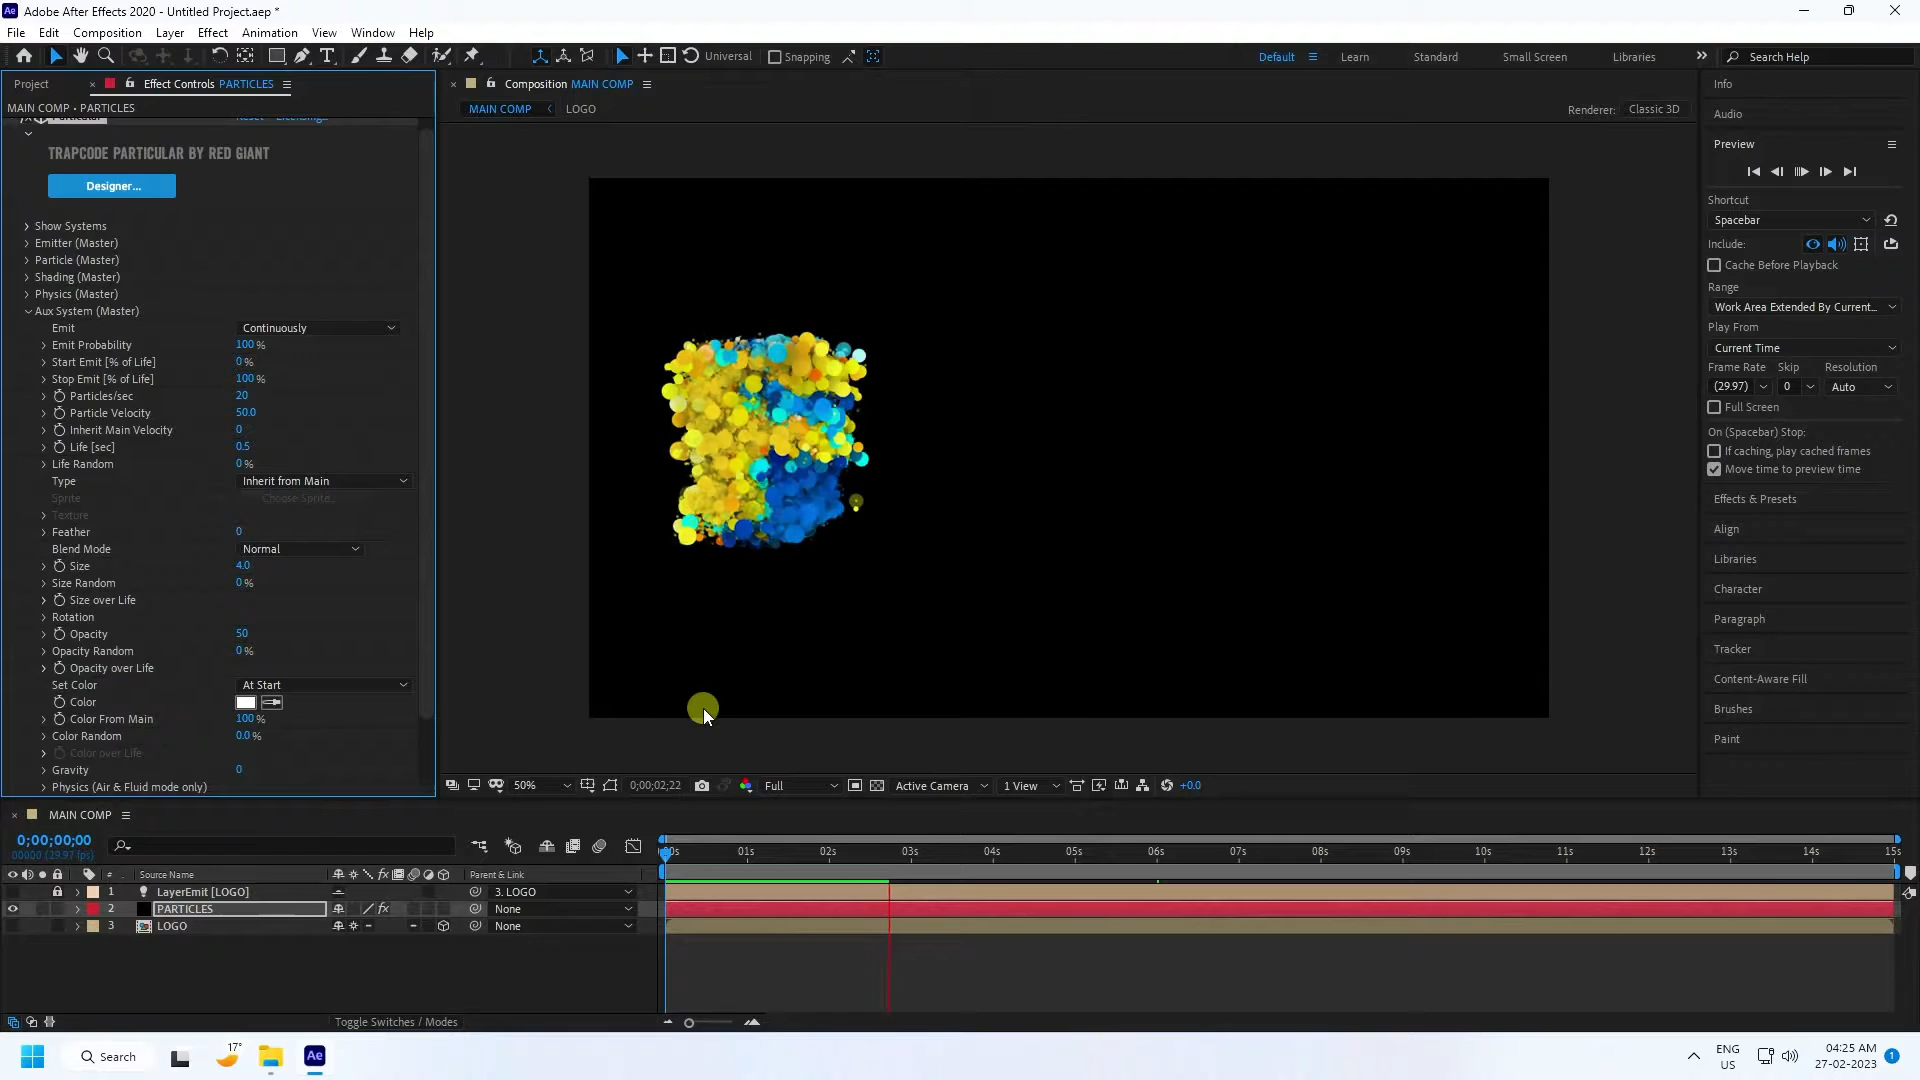 Adobe After Effects 2020 - Untitled Project.aep *
File Edit Composition Layer Effect Animation View Window Help
Universal Snapping Default Learn Standard Small Screen Libraries Search Help
Project Effect Controls PARTICLES
MAIN COMP • PARTICLES
TRAPCODE PARTICULAR BY RED GIANT
Designer...
Show Systems
Emitter (Master)
Particle (Master)
Shading (Master)
Physics (Master)
Aux System (Master)
Emit Continuously
Emit Probability 100 %
Start Emit [% of Life] 0 %
Stop Emit [% of Life] 100 %
Particles/sec 20
Particle Velocity 50.0
Inherit Main Velocity 0
Life [sec] 0.5
Life Random 0 %
Type Inherit from Main
Sprite Choose Sprite...
Texture
Feather 0
Blend Mode Normal
Size 4.0
Size Random 0 %
Size over Life
Rotation
Opacity 50
Opacity Random 0 %
Opacity over Life
Set Color At Start
Color
Color From Main 100 %
Color Random 0.0 %
Color over Life
Gravity 0
Physics (Air & Fluid mode only)
Composition MAIN COMP
MAIN COMP LOGO
Renderer: Classic 3D
50% 0;00;02;22 Full Active Camera 1 View +0.0
Info
Audio
Preview
Shortcut
Spacebar
Include:
Cache Before Playback
Range
Work Area Extended By Current...
Play From
Current Time
Frame Rate Skip Resolution
(29.97) 0 Auto
Full Screen
On (Spacebar) Stop:
If caching, play cached frames
Move time to preview time
Effects & Presets
Align
Libraries
Character
Paragraph
Tracker
Content-Aware Fill
Brushes
Paint
MAIN COMP
0;00;00;00
00000 (29.97 fps)
01s 02s 03s 04s 05s 06s 07s 08s 09s 10s 11s 12s 13s 14s 15s
# Source Name Parent & Link
1 LayerEmit [LOGO] 3. LOGO
2 PARTICLES None
3 LOGO None
Toggle Switches / Modes
17°
Search
Ae
ENG
US
04:25 AM
27-02-2023
1